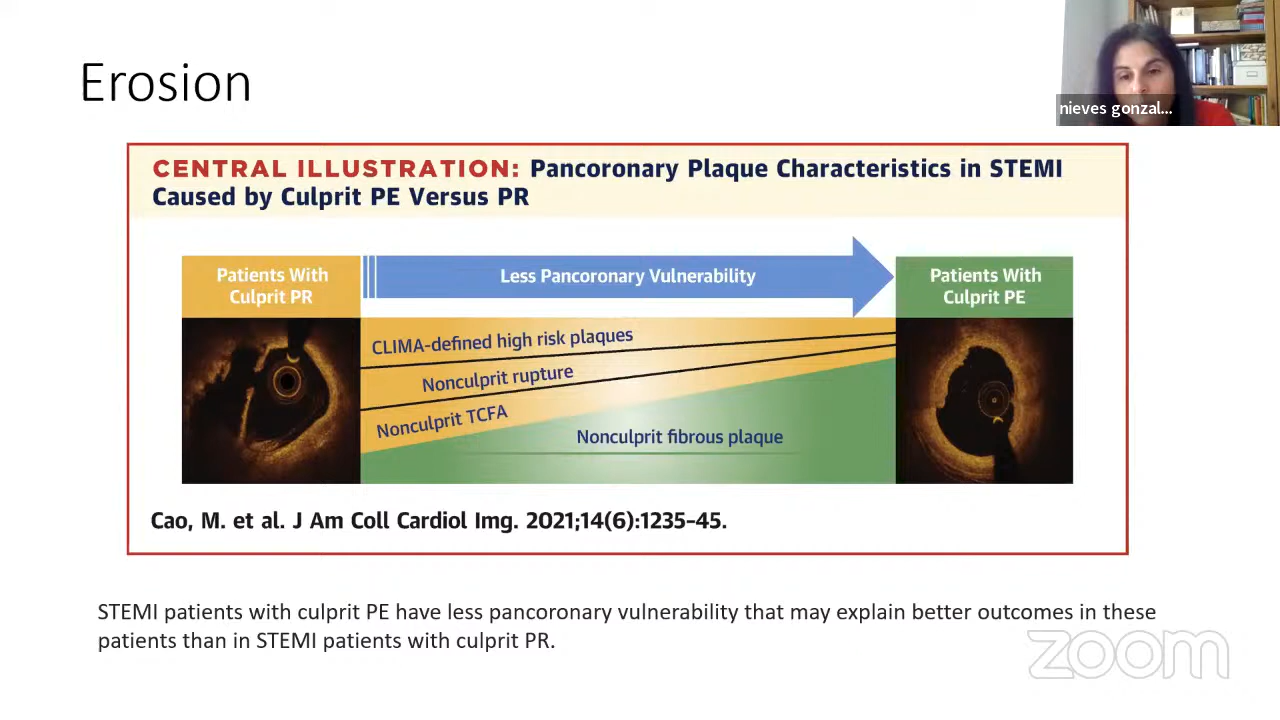 Erosion
nieves gonzal...
CENTRAL ILLUSTRATION: Pancoronary Plaque Characteristics in STEMI
Caused by Culprit PE Versus PR
Patients With
Culprit PR
Less Pancoronary Vulnerability
Patients With
Culprit PE
CLIMA-defined high risk plaques
Nonculprit rupture
Nonculprit TCFA
Nonculprit fibrous plaque
Cao, M. et al. J Am Coll Cardiol Img. 2021;14(6):1235–45.
STEMI patients with culprit PE have less pancoronary vulnerability that may explain better outcomes in these
patients than in STEMI patients with culprit PR.
zoom